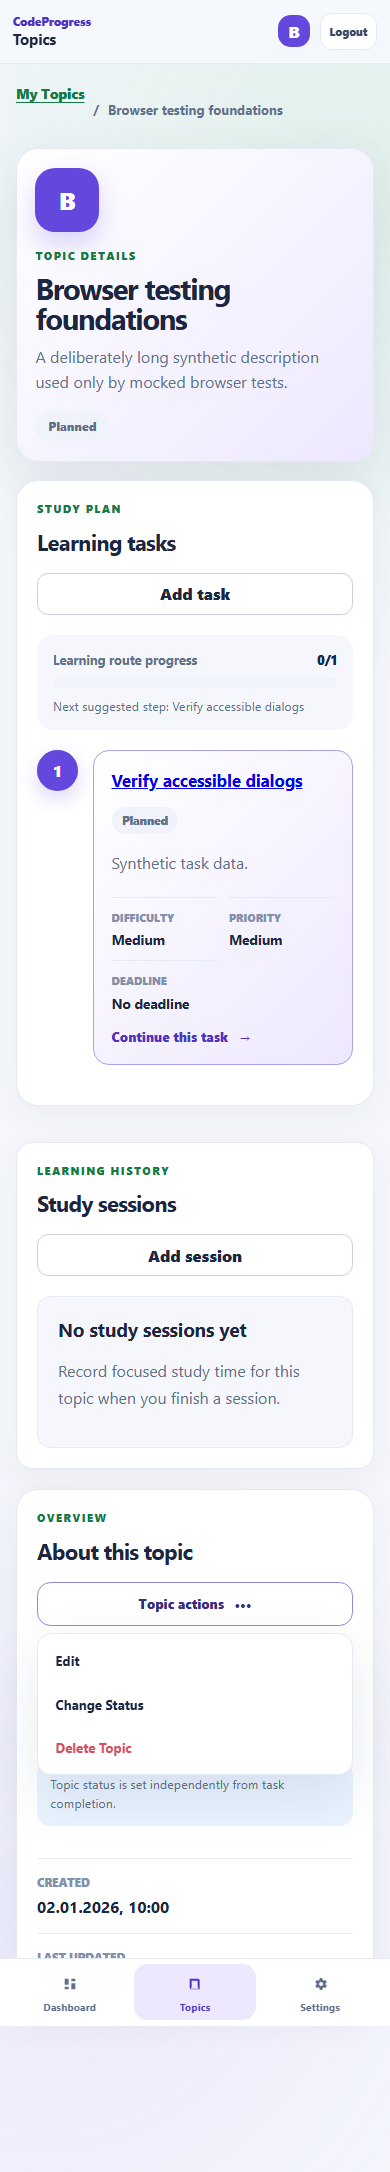 CodeProgress
Topics
B
Logout
My Topics
/ Browser testing foundations
B
TOPIC DETAILS
Browser testing
foundations
A deliberately long synthetic description
used only by mocked browser tests.
Planned
STUDY PLAN
Learning tasks
Add task
Learning route progress 0/1
Next suggested step: Verify accessible dialogs
1
Verify accessible dialogs
Planned
Synthetic task data.
DIFFICULTY PRIORITY
Medium Medium
DEADLINE
No deadline
Continue this task →
LEARNING HISTORY
Study sessions
Add session
No study sessions yet
Record focused study time for this
topic when you finish a session.
OVERVIEW
About this topic
Topic actions •••
Edit
Change Status
Delete Topic
Topic status is set independently from task
completion.
CREATED
02.01.2026, 10:00
LAST UPDATED
Dashboard Topics Settings